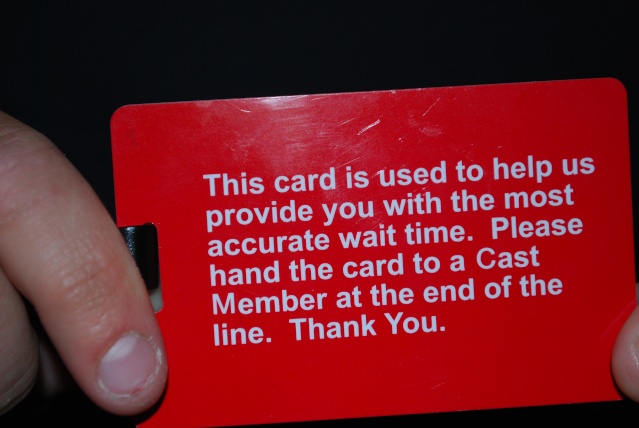 This card is used to help us
provide you with the most
accurate wait time.  Please
hand the card to a Cast
Member at the end of the
line.  Thank You.